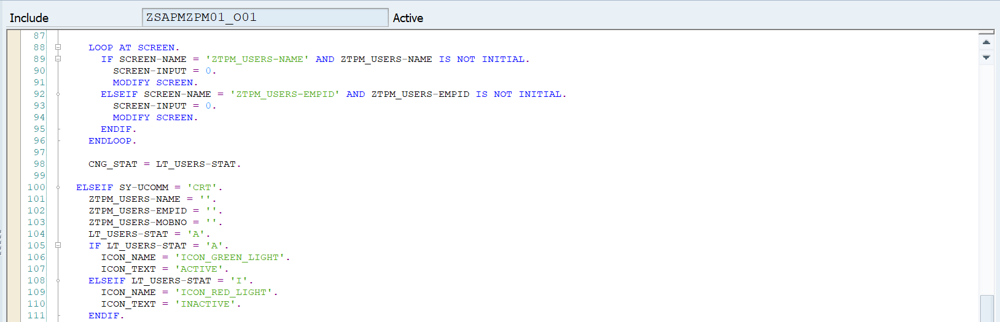 Include ZSAPMZPM01_O01 Active
87
88 LOOP AT SCREEN.
89 IF SCREEN-NAME = 'ZTPM_USERS-NAME' AND ZTPM_USERS-NAME IS NOT INITIAL.
90 SCREEN-INPUT = 0.
91 MODIFY SCREEN.
92 ELSEIF SCREEN-NAME = 'ZTPM_USERS-EMPID' AND ZTPM_USERS-EMPID IS NOT INITIAL.
93 SCREEN-INPUT = 0.
94 MODIFY SCREEN.
95 ENDIF.
96 ENDLOOP.
97
98 CNG_STAT = LT_USERS-STAT.
99
100 ELSEIF SY-UCOMM = 'CRT'.
101 ZTPM_USERS-NAME = ''.
102 ZTPM_USERS-EMPID = ''.
103 ZTPM_USERS-MOBNO = ''.
104 LT_USERS-STAT = 'A'.
105 IF LT_USERS-STAT = 'A'.
106 ICON_NAME = 'ICON_GREEN_LIGHT'.
107 ICON_TEXT = 'ACTIVE'.
108 ELSEIF LT_USERS-STAT = 'I'.
109 ICON_NAME = 'ICON_RED_LIGHT'.
110 ICON_TEXT = 'INACTIVE'.
111 ENDIF.